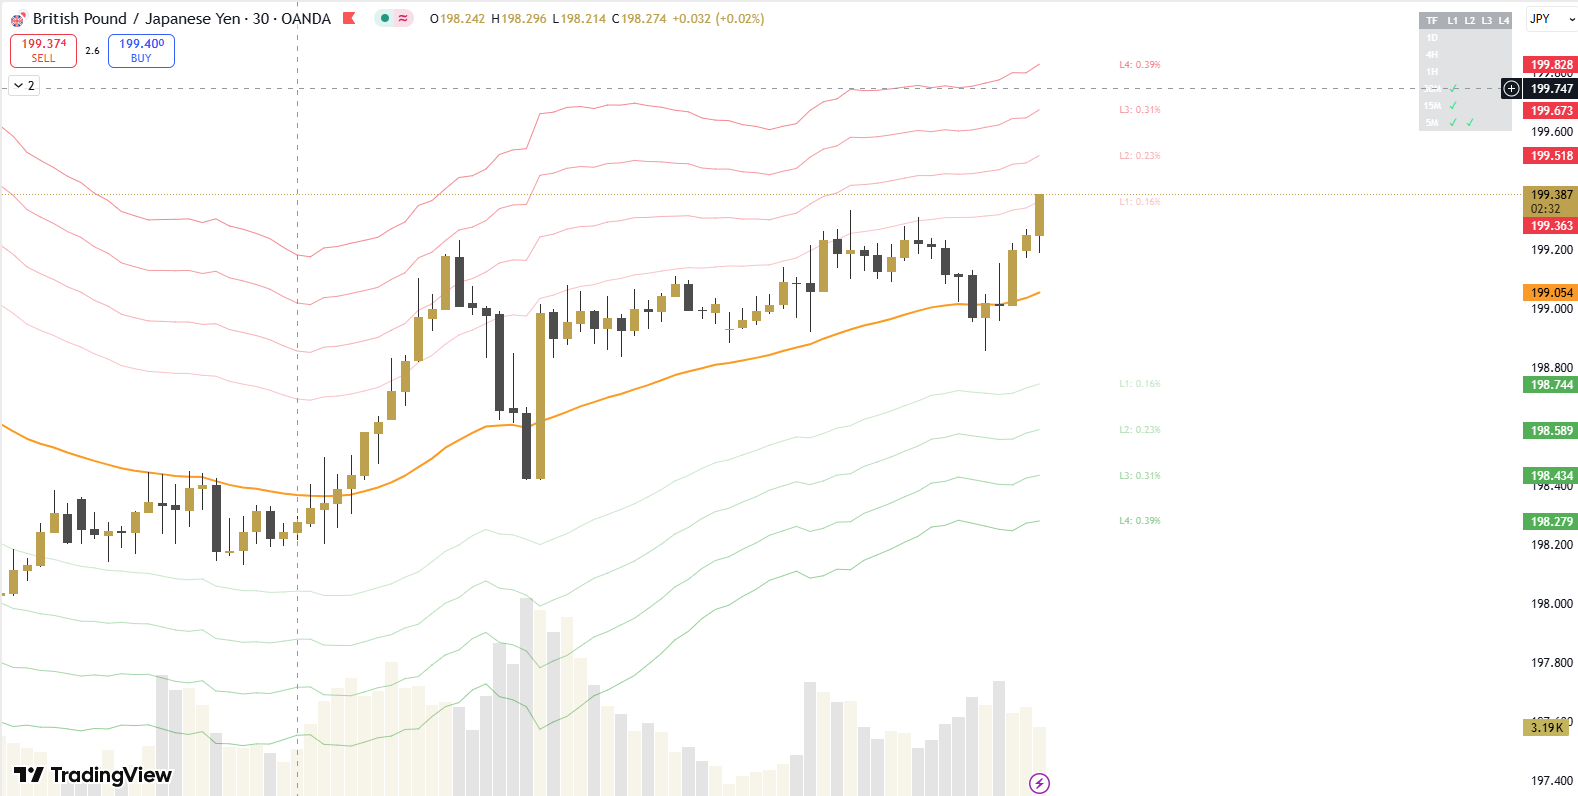 British Pound / Japanese Yen · 30 · OANDA O198.242 H198.296 L198.214 C198.274 +0.032 (+0.02%)
JPY
199.374
SELL
2.6
199.400
BUY
2
TF L1 L2 L3 L4
1D
4H
1H
15M ✓
5M ✓ ✓
L4: 0.39%
L3: 0.31%
L2: 0.23%
L1: 0.16%
L1: 0.16%
L2: 0.23%
L3: 0.31%
L4: 0.39%
199.828
199.747
199.673
199.600
199.518
199.387
02:32
199.363
199.200
199.054
199.000
198.800
198.744
198.589
198.434
198.400
198.279
198.200
198.000
197.800
3.19K
197.400
TradingView